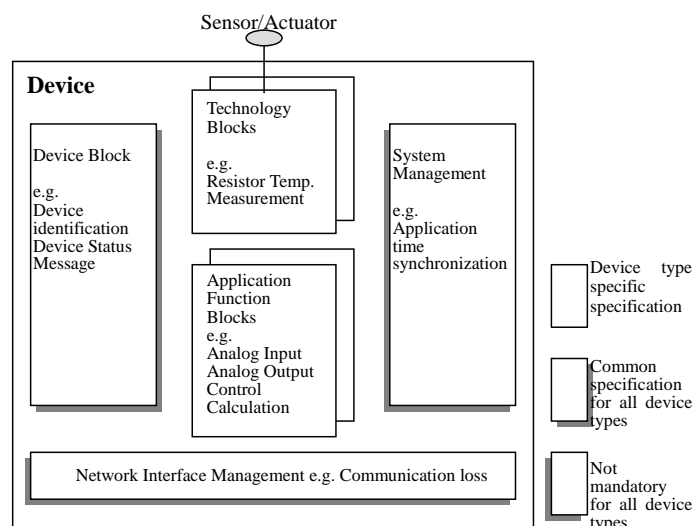 Sensor/Actuator
Device
Technology
Blocks
e.g.
Resistor Temp.
Measurement
Device Block
e.g.
Device
identification
Device Status
Message
System
Management
e.g.
Application
time
synchronization
Application
Function
Blocks
e.g.
Analog Input
Analog Output
Control
Calculation
Network Interface Management e.g. Communication loss
Device type
specific
specification
Common
specification
for all device
types
Not
mandatory
for all device
types